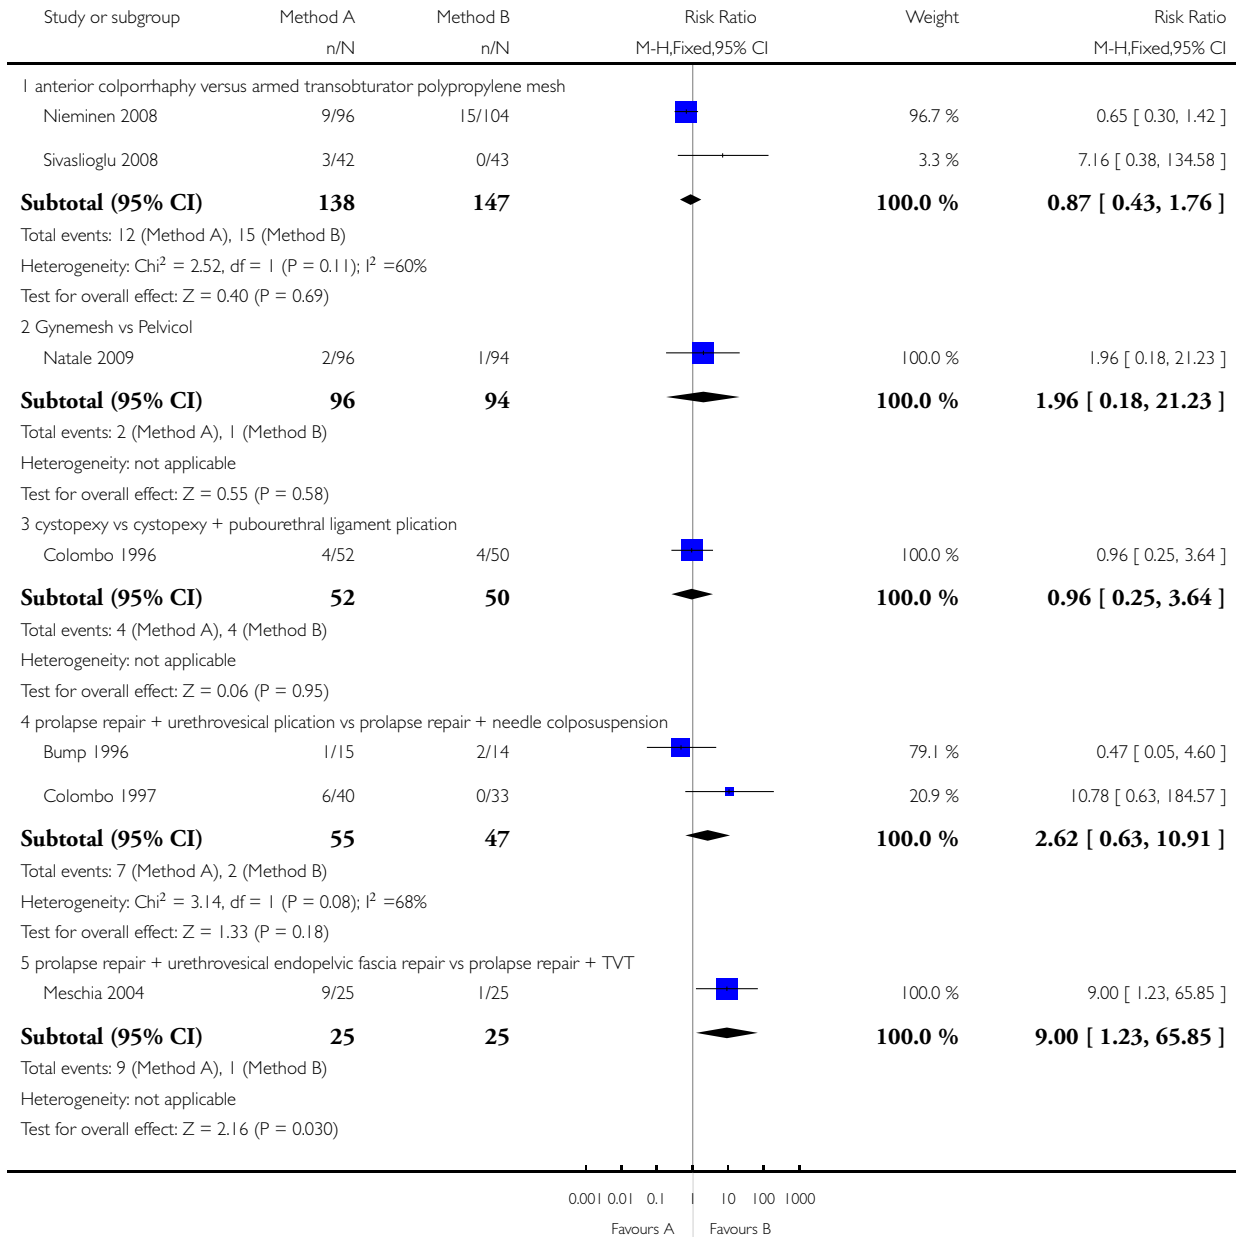 Study or subgroup Method A Method B Risk Ratio Weight Risk Ratio
n/N n/N M-H,Fixed,95% CI M-H,Fixed,95% CI
1 anterior colporrhaphy versus armed transobturator polypropylene mesh
Nieminen 2008 9/96 15/104 96.7 % 0.65 [ 0.30, 1.42 ]
Sivaslioglu 2008 3/42 0/43 3.3 % 7.16 [ 0.38, 134.58 ]
Subtotal (95% CI) 138 147 100.0 % 0.87 [ 0.43, 1.76 ]
Total events: 12 (Method A), 15 (Method B)
Heterogeneity: Chi² = 2.52, df = 1 (P = 0.11); I² =60%
Test for overall effect: Z = 0.40 (P = 0.69)
2 Gynemesh vs Pelvicol
Natale 2009 2/96 1/94 100.0 % 1.96 [ 0.18, 21.23 ]
Subtotal (95% CI) 96 94 100.0 % 1.96 [ 0.18, 21.23 ]
Total events: 2 (Method A), 1 (Method B)
Heterogeneity: not applicable
Test for overall effect: Z = 0.55 (P = 0.58)
3 cystopexy vs cystopexy + pubourethral ligament plication
Colombo 1996 4/52 4/50 100.0 % 0.96 [ 0.25, 3.64 ]
Subtotal (95% CI) 52 50 100.0 % 0.96 [ 0.25, 3.64 ]
Total events: 4 (Method A), 4 (Method B)
Heterogeneity: not applicable
Test for overall effect: Z = 0.06 (P = 0.95)
4 prolapse repair + urethrovesical plication vs prolapse repair + needle colposuspension
Bump 1996 1/15 2/14 79.1 % 0.47 [ 0.05, 4.60 ]
Colombo 1997 6/40 0/33 20.9 % 10.78 [ 0.63, 184.57 ]
Subtotal (95% CI) 55 47 100.0 % 2.62 [ 0.63, 10.91 ]
Total events: 7 (Method A), 2 (Method B)
Heterogeneity: Chi² = 3.14, df = 1 (P = 0.08); I² =68%
Test for overall effect: Z = 1.33 (P = 0.18)
5 prolapse repair + urethrovesical endopelvic fascia repair vs prolapse repair + TVT
Meschia 2004 9/25 1/25 100.0 % 9.00 [ 1.23, 65.85 ]
Subtotal (95% CI) 25 25 100.0 % 9.00 [ 1.23, 65.85 ]
Total events: 9 (Method A), 1 (Method B)
Heterogeneity: not applicable
Test for overall effect: Z = 2.16 (P = 0.030)
0.001 0.01 0.1 1 10 100 1000
Favours A Favours B